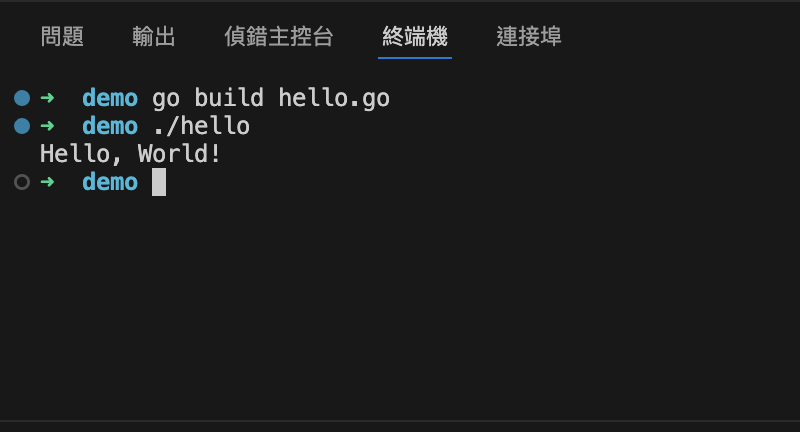 問題 輸出 偵錯主控台 終端機 連接埠
➜ demo go build hello.go
➜ demo ./hello
Hello, World!
➜ demo